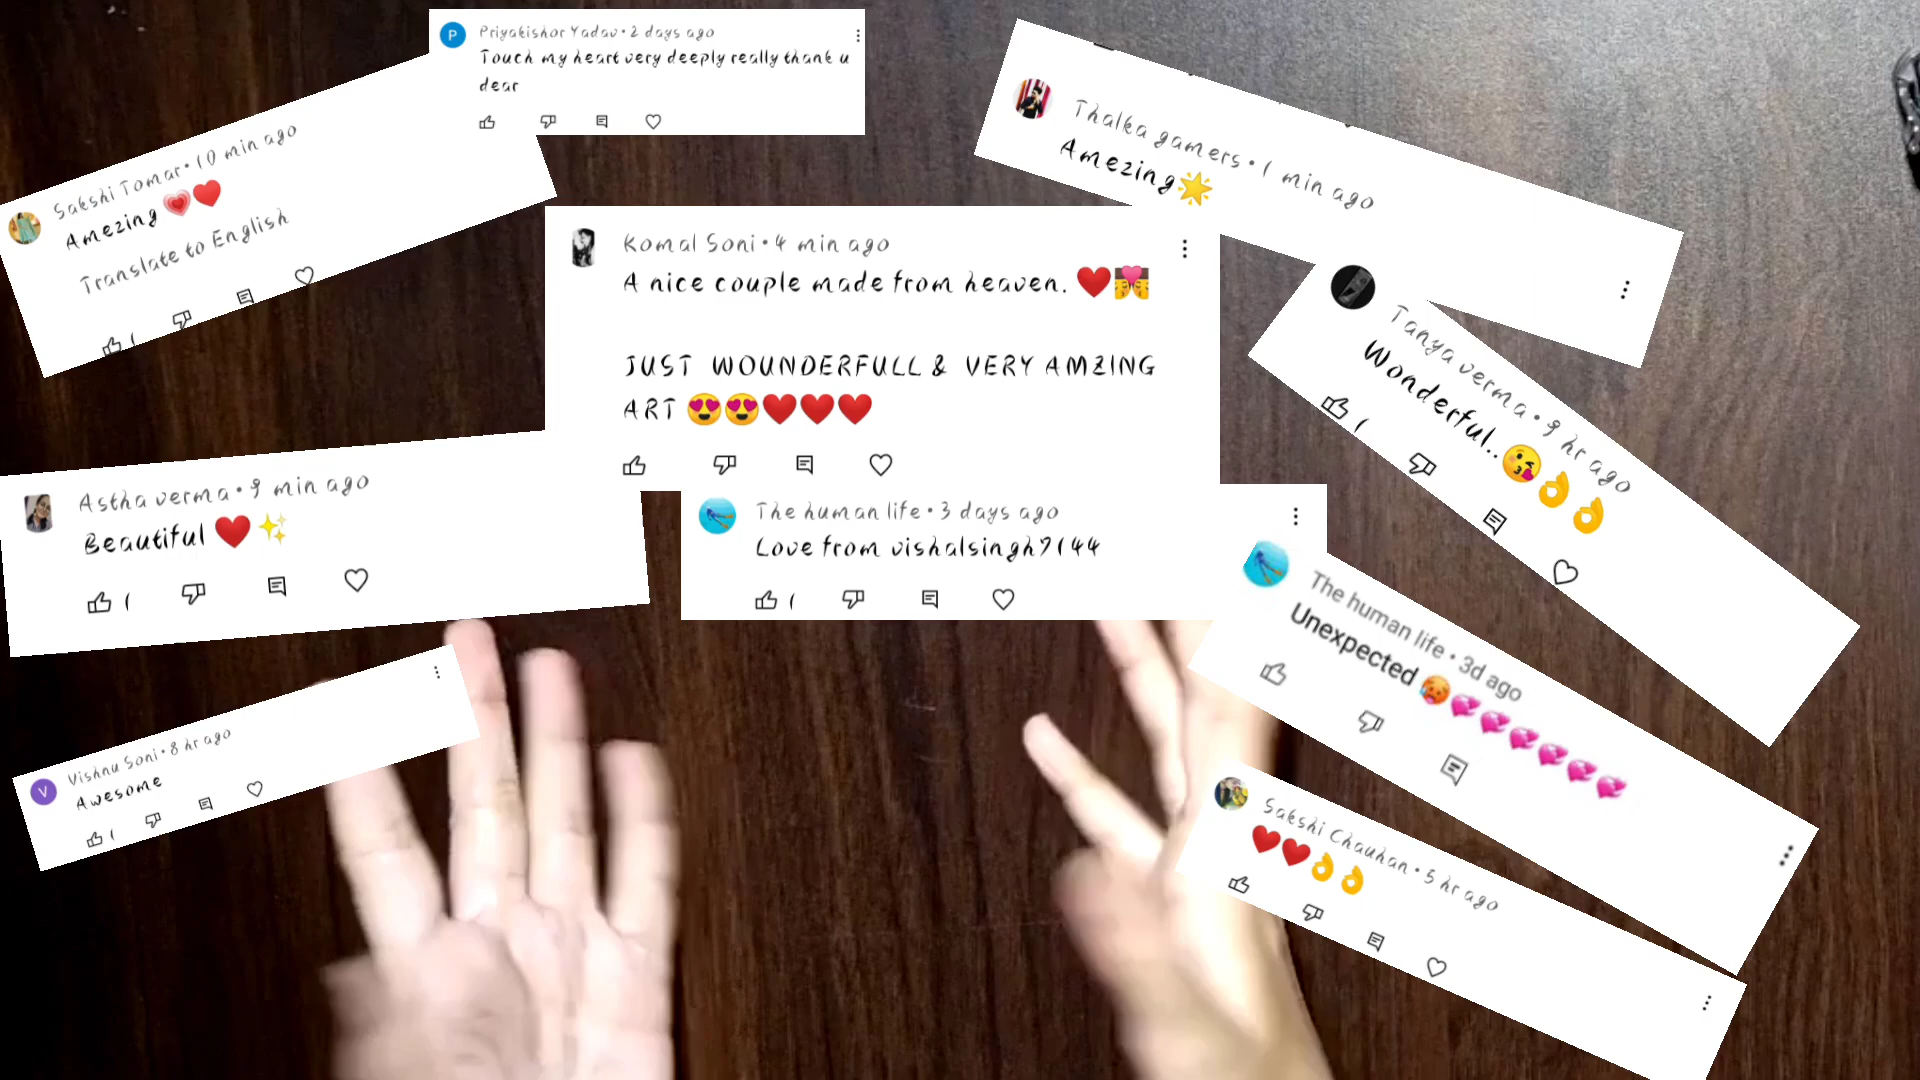 P
Priyakishor Yadav • 2 days ago
Touch my heart very deeply really thank u
dear
Sakshi Tomar • 10 min ago
Amezing 💗❤️
Translate to English
1
Thalka gamers • 1 min ago
Amezing🌟
Komal Soni • 4 min ago
A nice couple made from heaven. ❤️💏
JUST WOUNDERFULL & VERY AMZING
ART 😍😍❤️❤️❤️
Tanya verma • 9 hr ago
Wonderful..😘👌👌
1
Astha verma • 9 min ago
Beautiful ❤️✨
1
The human life • 3 days ago
Love from vishalsingh7144
1
The human life • 3d ago
Unexpected 🥵💞💞💞💞💞💞
V
Vishnu Soni • 8 hr ago
Awesome
1
Sakshi Chauhan • 5 hr ago
❤️❤️👌👌